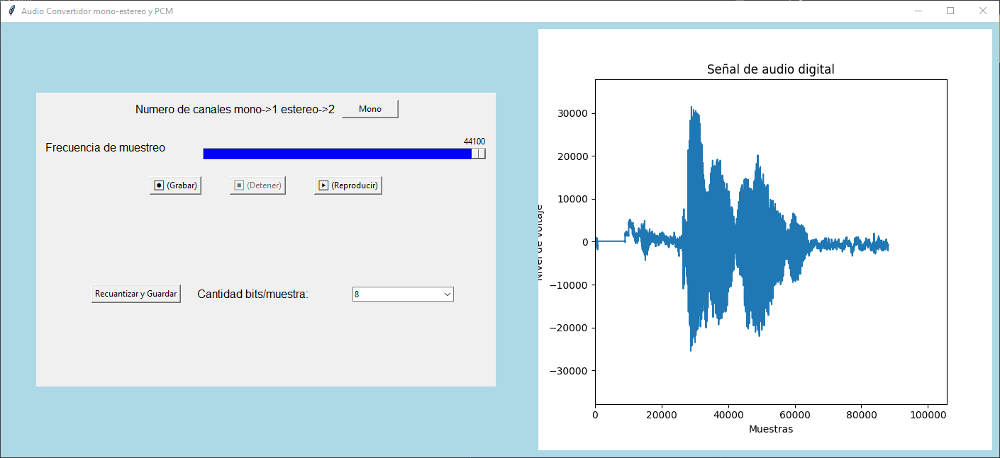 Audio Convertidor mono-estereo y PCM
Numero de canales mono->1 estereo->2
Mono
Frecuencia de muestreo
44100
(Grabar)
(Detener)
(Reproducir)
Recuantizar y Guardar
Cantidad bits/muestra:
8
Señal de audio digital
Nivel de voltaje
30000
20000
10000
0
−10000
−20000
−30000
0
20000
40000
60000
80000
100000
Muestras